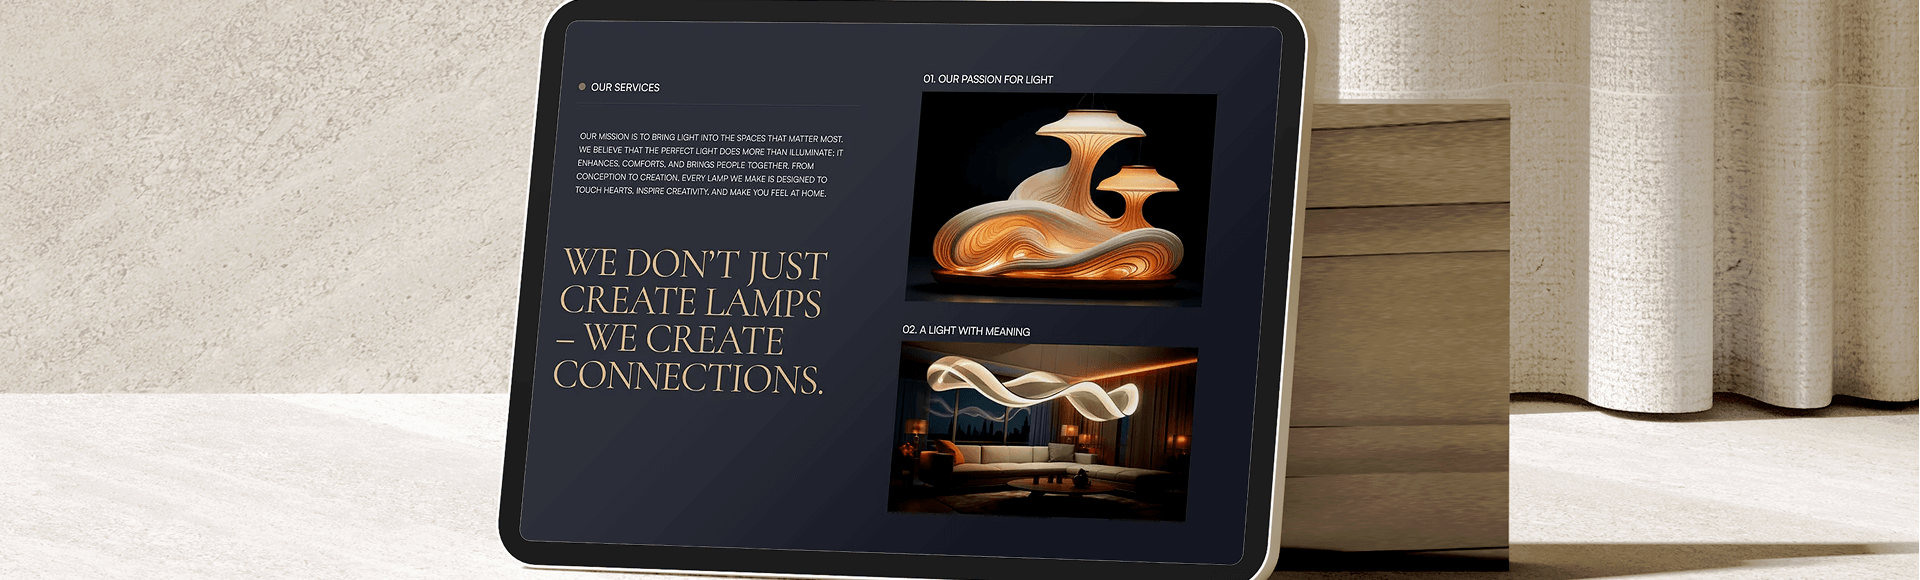 OUR SERVICES
OUR MISSION IS TO BRING LIGHT INTO THE SPACES THAT MATTER MOST.
WE BELIEVE THAT THE PERFECT LIGHT DOES MORE THAN ILLUMINATE; IT
ENHANCES, COMFORTS, AND BRINGS PEOPLE TOGETHER. FROM
CONCEPTION TO CREATION, EVERY LAMP WE MAKE IS DESIGNED TO
TOUCH HEARTS, INSPIRE CREATIVITY, AND MAKE YOU FEEL AT HOME.
WE DON'T JUST
CREATE LAMPS
– WE CREATE
CONNECTIONS.
01. OUR PASSION FOR LIGHT
02. A LIGHT WITH MEANING